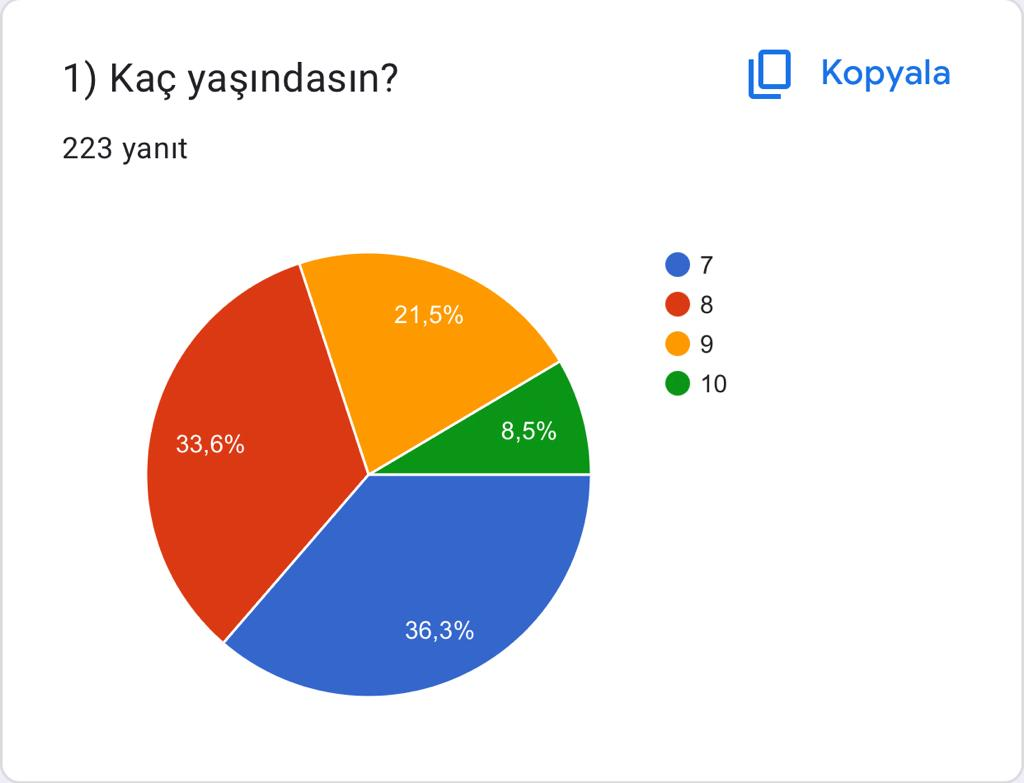 1) Kaç yaşındasın?
Kopyala
223 yanıt
7
8
9
10
21,5%
8,5%
33,6%
36,3%